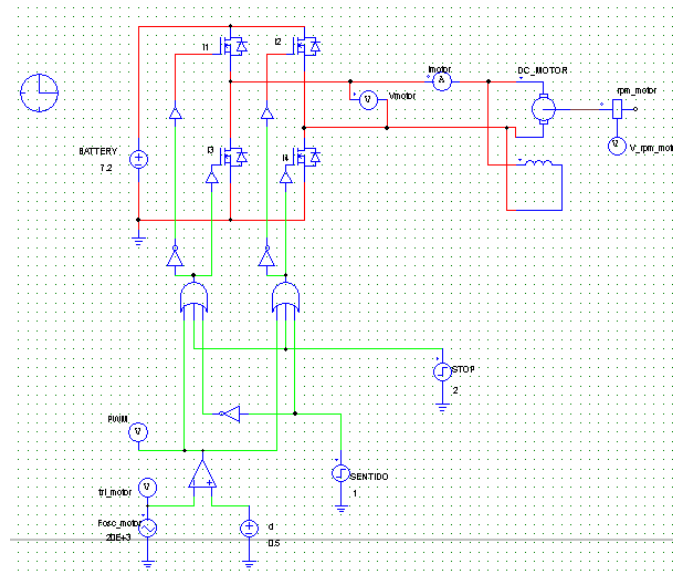 I1
I2
Imotor
A
DC_MOTOR
V
Vmotor
rpm_motor
V
V_rpm_mot
BATTERY
7.2
I3
I4
STOP
2
PWM
V
SENTIDO
1
tri_motor
V
Fosc_motor
20E+3
d
0.5